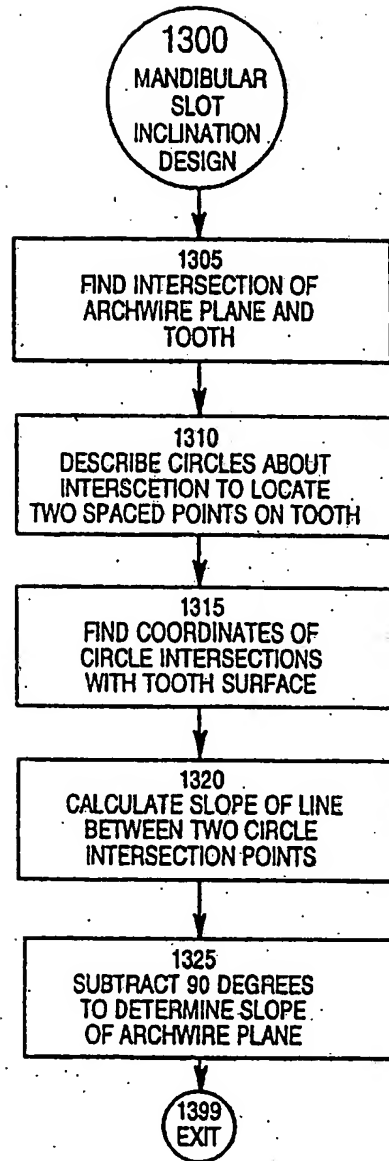 1300
MANDIBULAR
SLOT
INCLINATION
DESIGN
1305
FIND INTERSECTION OF
ARCHWIRE PLANE AND
TOOTH
1310
DESCRIBE CIRCLES ABOUT
INTERSCETION TO LOCATE
TWO SPACED POINTS ON TOOTH
1315
FIND COORDINATES OF
CIRCLE INTERSECTIONS
WITH TOOTH SURFACE
1320
CALCULATE SLOPE OF LINE
BETWEEN TWO CIRCLE
INTERSECTION POINTS
1325
SUBTRACT 90 DEGREES
TO DETERMINE SLOPE
OF ARCHWIRE PLANE
1399
EXIT